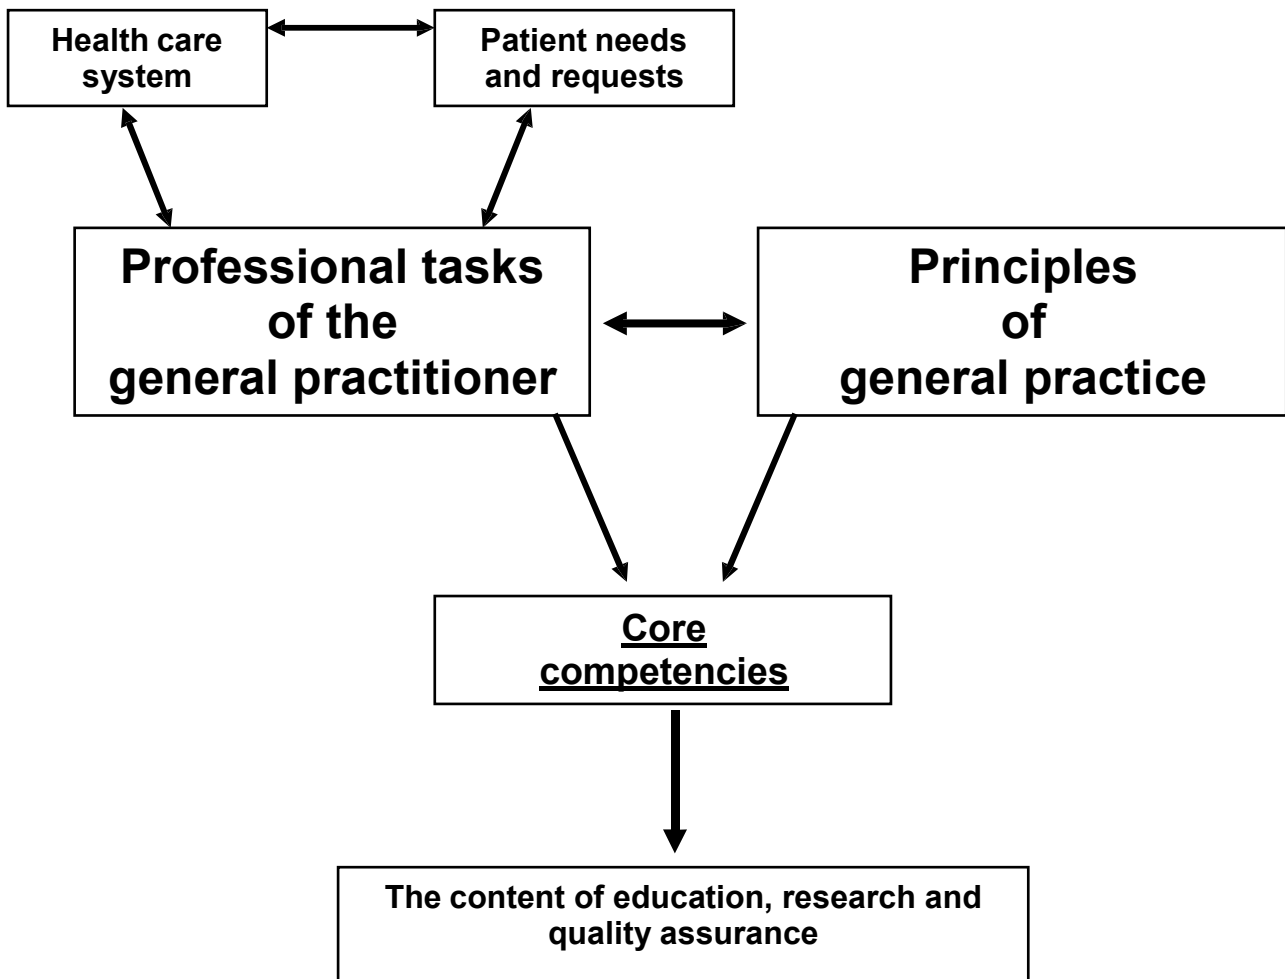 Health care
system
Patient needs
and requests
Professional tasks
of the
general practitioner
Principles
of
general practice
Core
competencies
The content of education, research and
quality assurance